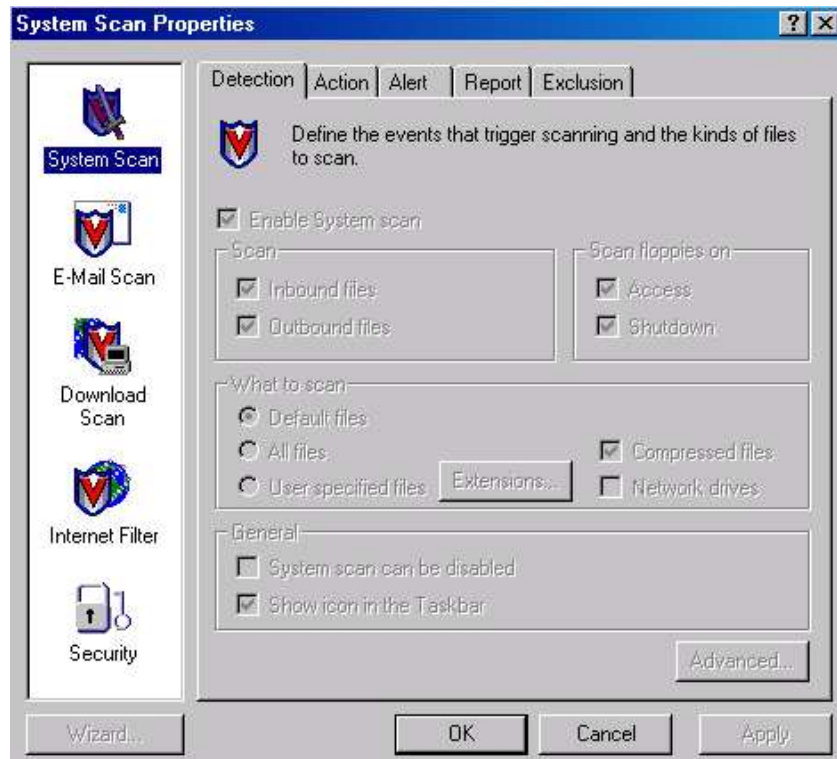 System Scan Properties
Detection Action Alert Report Exclusion
System Scan
E-Mail Scan
Download
Scan
Internet Filter
Security
Define the events that trigger scanning and the kinds of files
to scan.
Enable System scan
Scan
Inbound files
Outbound files
Scan floppies on
Access
Shutdown
What to scan
Default files
All files
User specified files
Extensions...
Compressed files
Network drives
General
System scan can be disabled
Show icon in the Taskbar
Advanced...
Wizard...
OK
Cancel
Apply